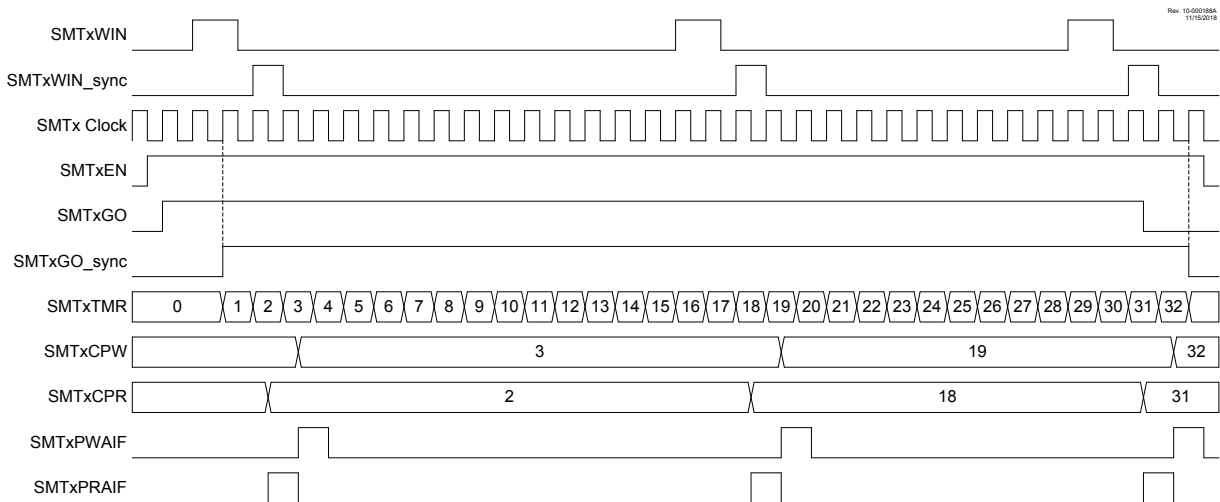 Rev. 10-000188A
11/15/2018
SMTxWIN
SMTxWIN_sync
SMTx Clock
SMTxEN
SMTxGO
SMTxGO_sync
SMTxTMR 0 1 2 3 4 5 6 7 8 9 10 11 12 13 14 15 16 17 18 19 20 21 22 23 24 25 26 27 28 29 30 31 32
SMTxCPW 3 19 32
SMTxCPR 2 18 31
SMTxPWAIF
SMTxPRAIF